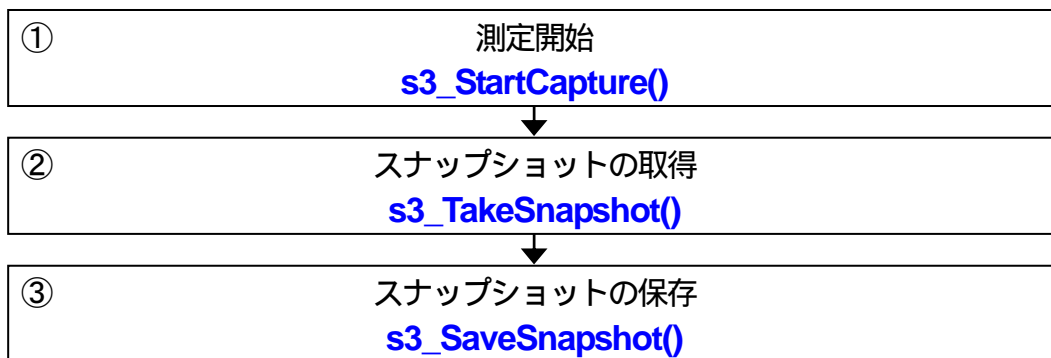 ① 測定開始
s3_StartCapture()
② スナップショットの取得
s3_TakeSnapshot()
③ スナップショットの保存
s3_SaveSnapshot()